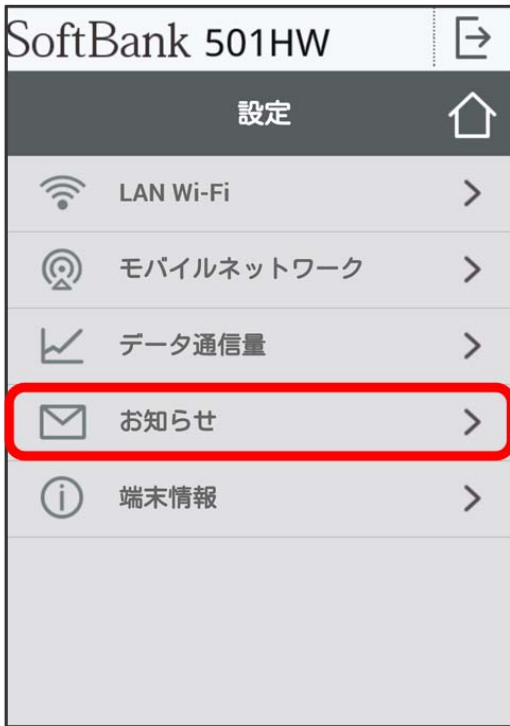 SoftBank 501HW
設定
LAN Wi-Fi
モバイルネットワーク
データ通信量
お知らせ
端末情報